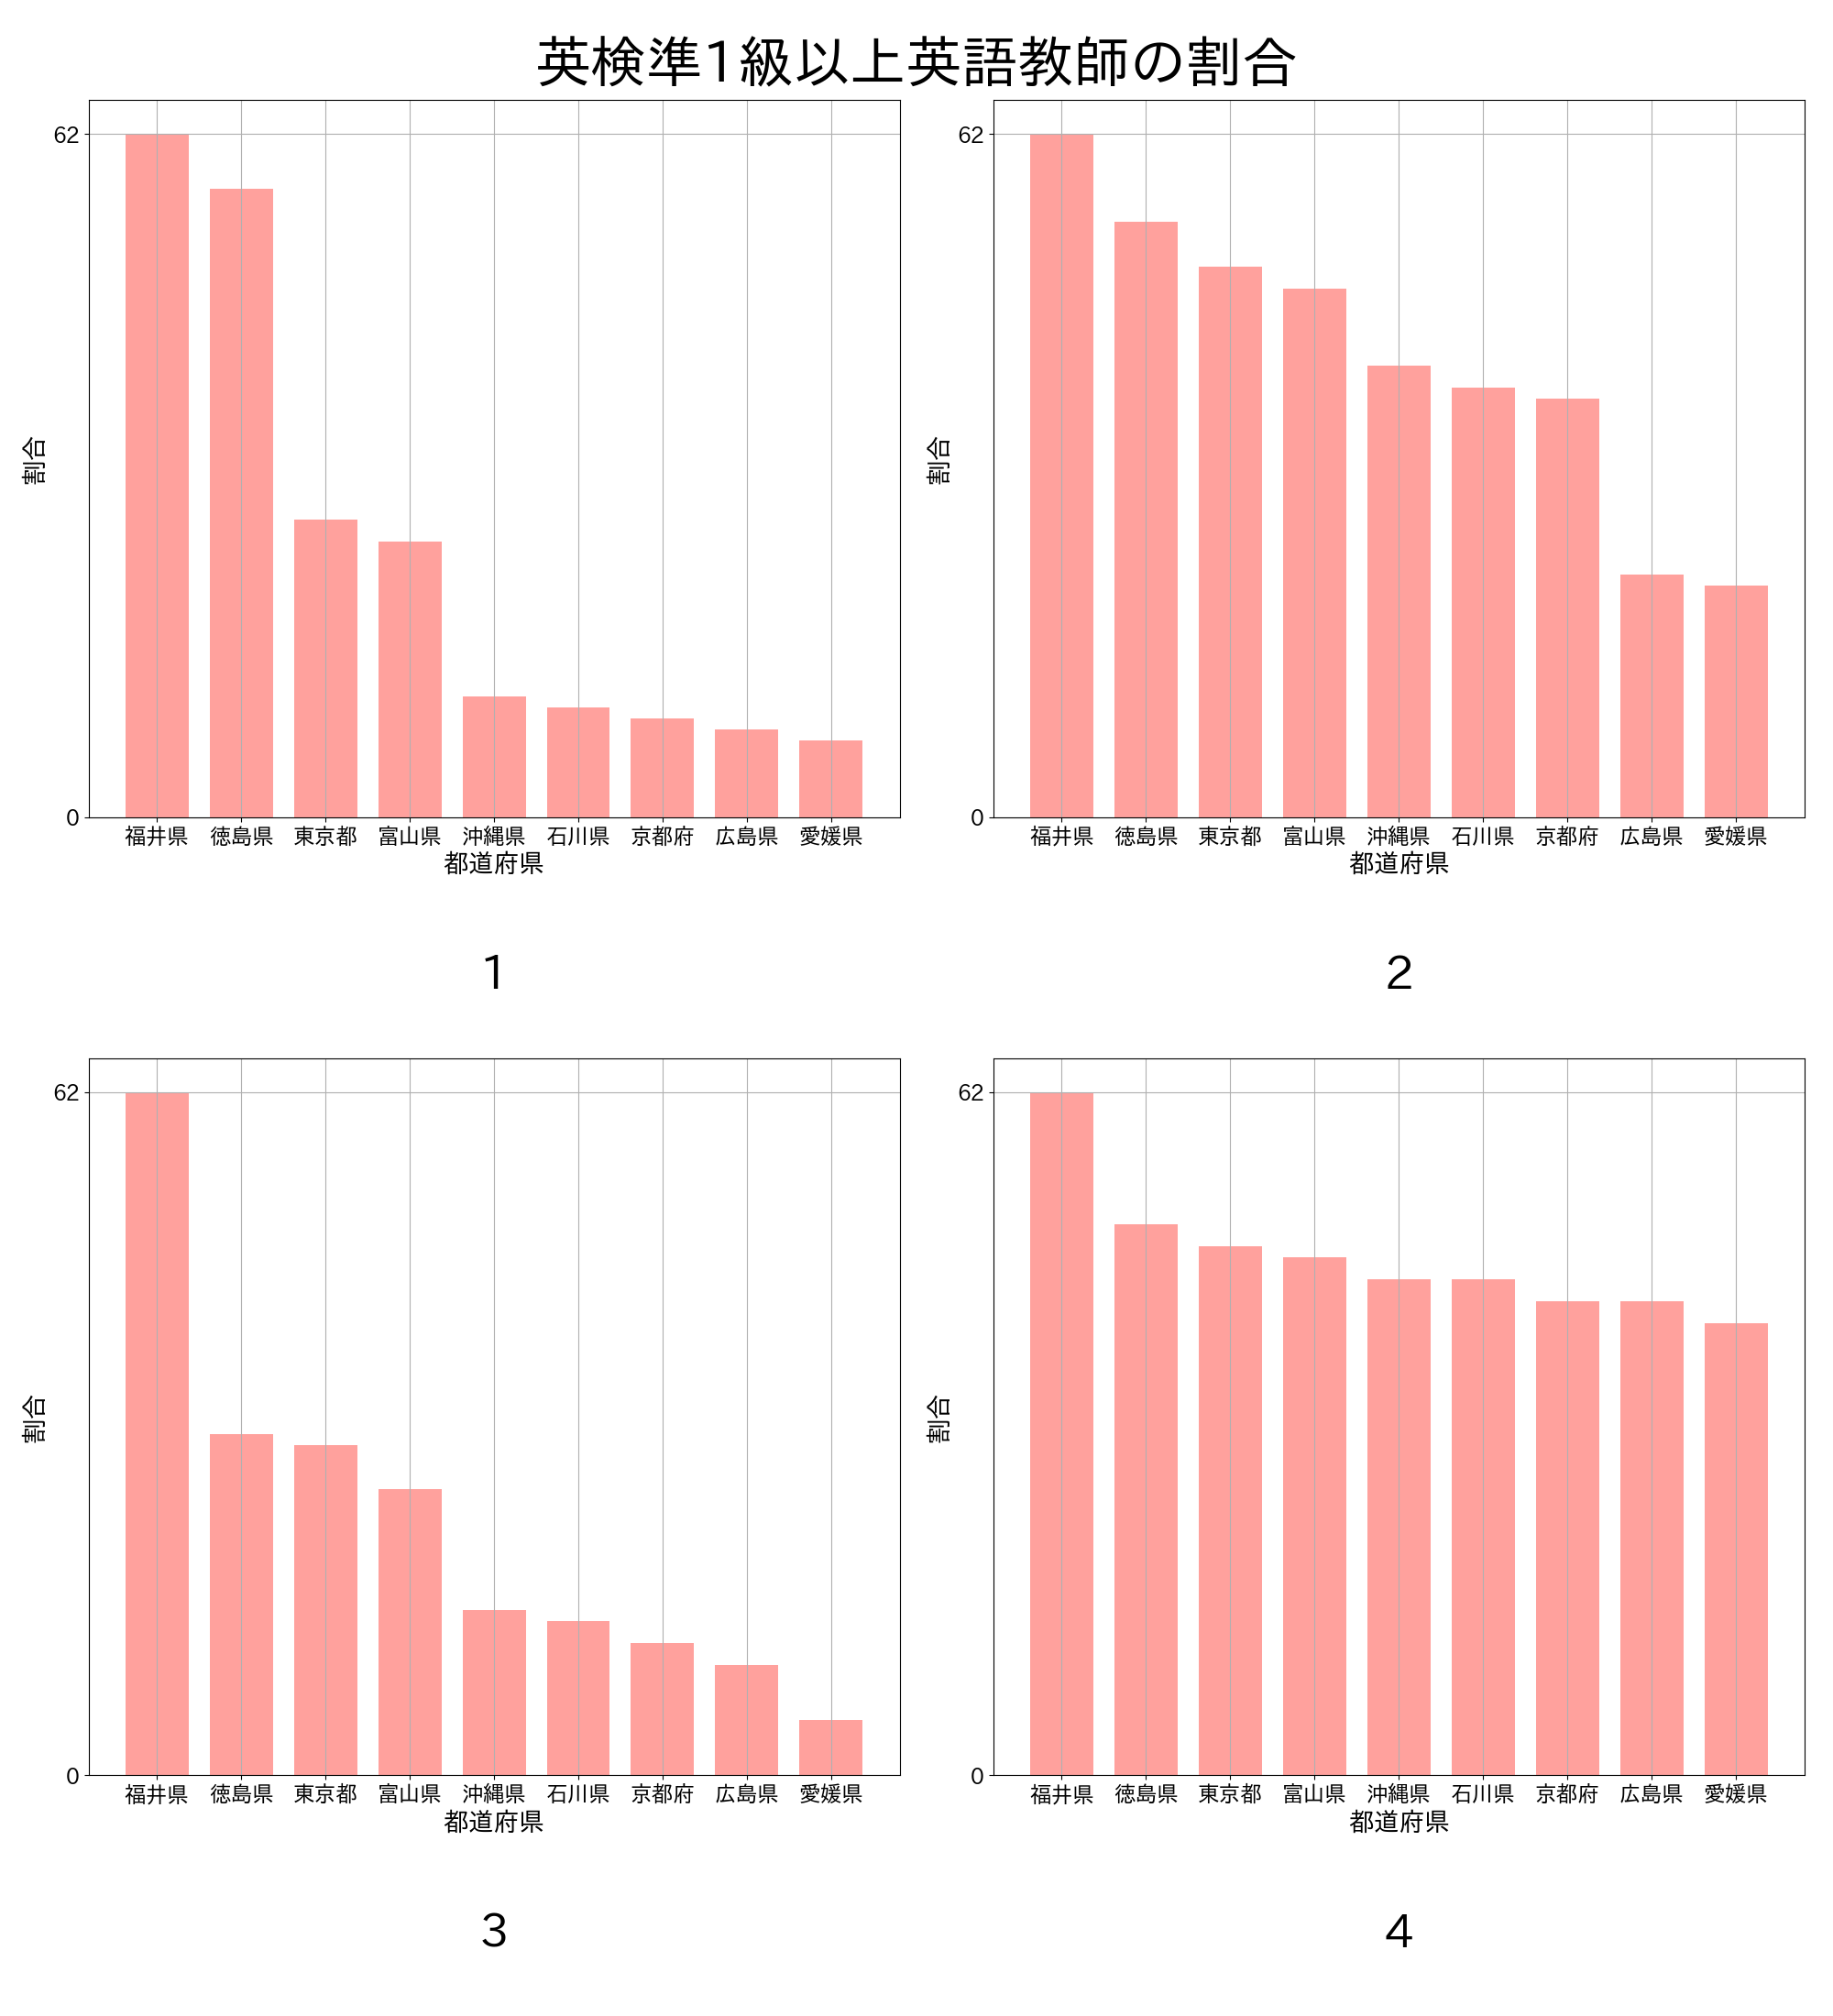 英検準1級以上英語教師の割合
62
0
割合
福井県 徳島県 東京都 富山県 沖縄県 石川県 京都府 広島県 愛媛県
都道府県
1
62
0
割合
福井県 徳島県 東京都 富山県 沖縄県 石川県 京都府 広島県 愛媛県
都道府県
2
62
0
割合
福井県 徳島県 東京都 富山県 沖縄県 石川県 京都府 広島県 愛媛県
都道府県
3
62
0
割合
福井県 徳島県 東京都 富山県 沖縄県 石川県 京都府 広島県 愛媛県
都道府県
4